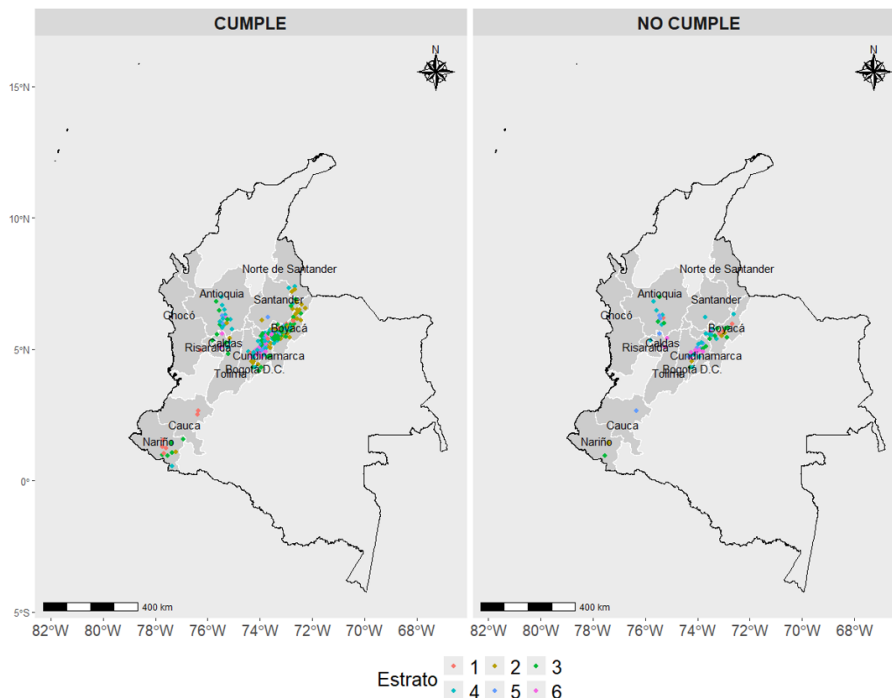 CUMPLE
NO CUMPLE
N
N
15°N
10°N
5°N
0°
5°S
Norte de Santander
Antioquia
Santander
Chocó
Boyacá
Caldas
Risaralda
Cundinamarca
Bogotá D.C.
Tolima
Cauca
Nariño
400 km
Norte de Santander
Antioquia
Santander
Chocó
Boyacá
Caldas
Risaralda
Cundinamarca
Bogotá D.C.
Tolima
Cauca
Nariño
400 km
82°W 80°W 78°W 76°W 74°W 72°W 70°W 68°W
82°W 80°W 78°W 76°W 74°W 72°W 70°W 68°W
Estrato
1 2 3
4 5 6